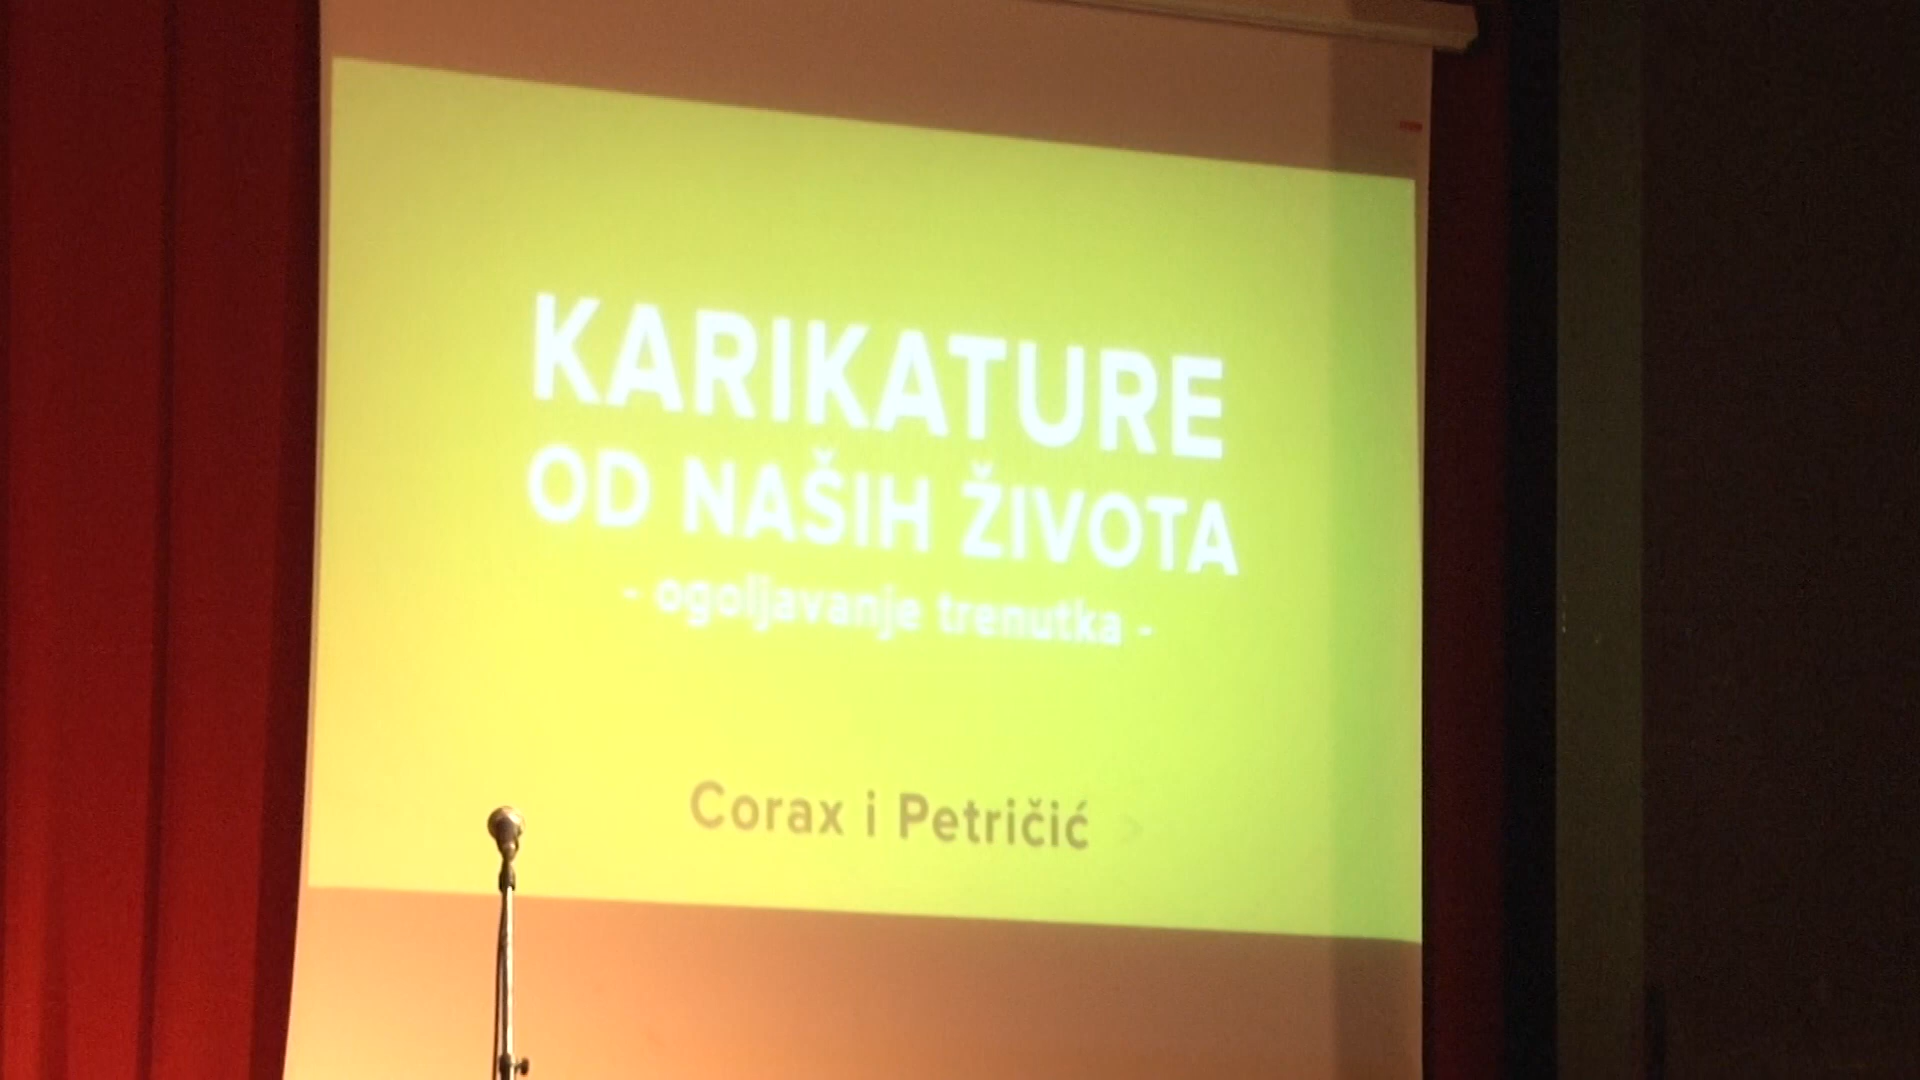 KARIKATURE
OD NAŠIH ŽIVOTA
- ogoljavanje trenutka -
Corax i Petričić